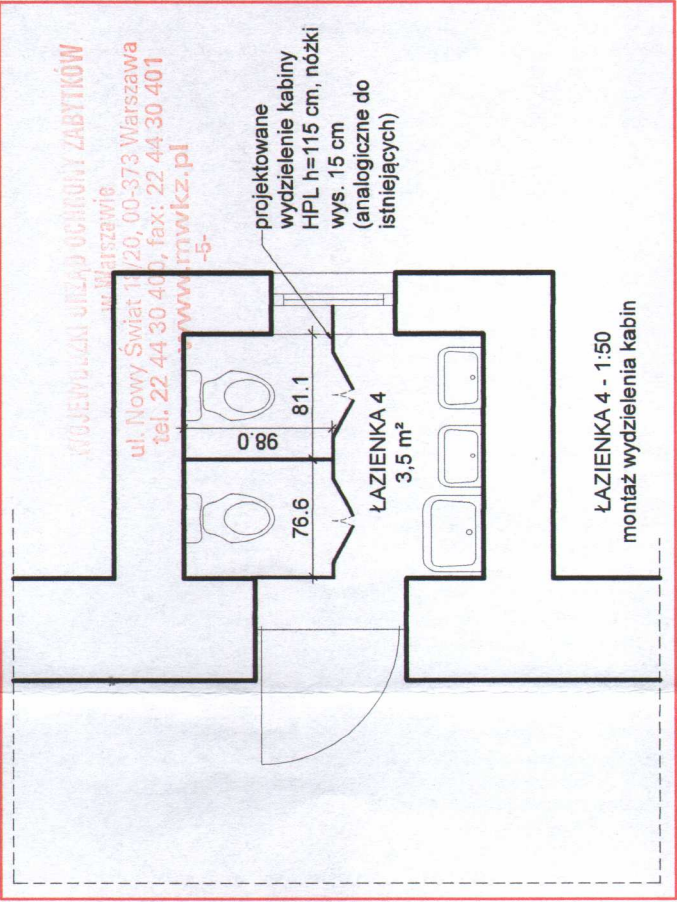 WOJEWÓDZKI URZĄD OCHRONY ZABYTKÓW
w Warszawie
ul. Nowy Świat 18/20, 00-373 Warszawa
tel. 22 44 30 400, fax: 22 44 30 401
www.mwkz.pl
-5-
projektowane
wydzielenie kabiny
HPL h=115 cm, nóżki
wys. 15 cm
(analogiczne do
istniejących)
98.0
76.6
81.1
ŁAZIENKA 4
3,5 m²
ŁAZIENKA 4 - 1:50
montaż wydzielenia kabin